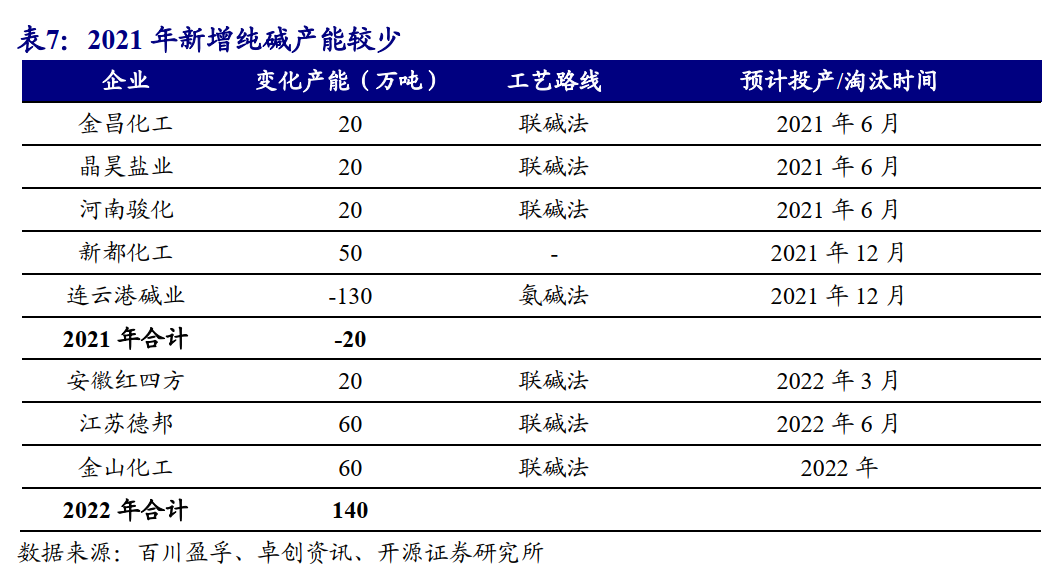 表7：2021 年新增纯碱产能较少
企业 变化产能（万吨） 工艺路线 预计投产/淘汰时间
金昌化工 20 联碱法 2021 年 6 月
晶昊盐业 20 联碱法 2021 年 6 月
河南骏化 20 联碱法 2021 年 6 月
新都化工 50 - 2021 年 12 月
连云港碱业 -130 氨碱法 2021 年 12 月
2021 年合计 -20
安徽红四方 20 联碱法 2022 年 3 月
江苏德邦 60 联碱法 2022 年 6 月
金山化工 60 联碱法 2022 年
2022 年合计 140
数据来源：百川盈孚、卓创资讯、开源证券研究所